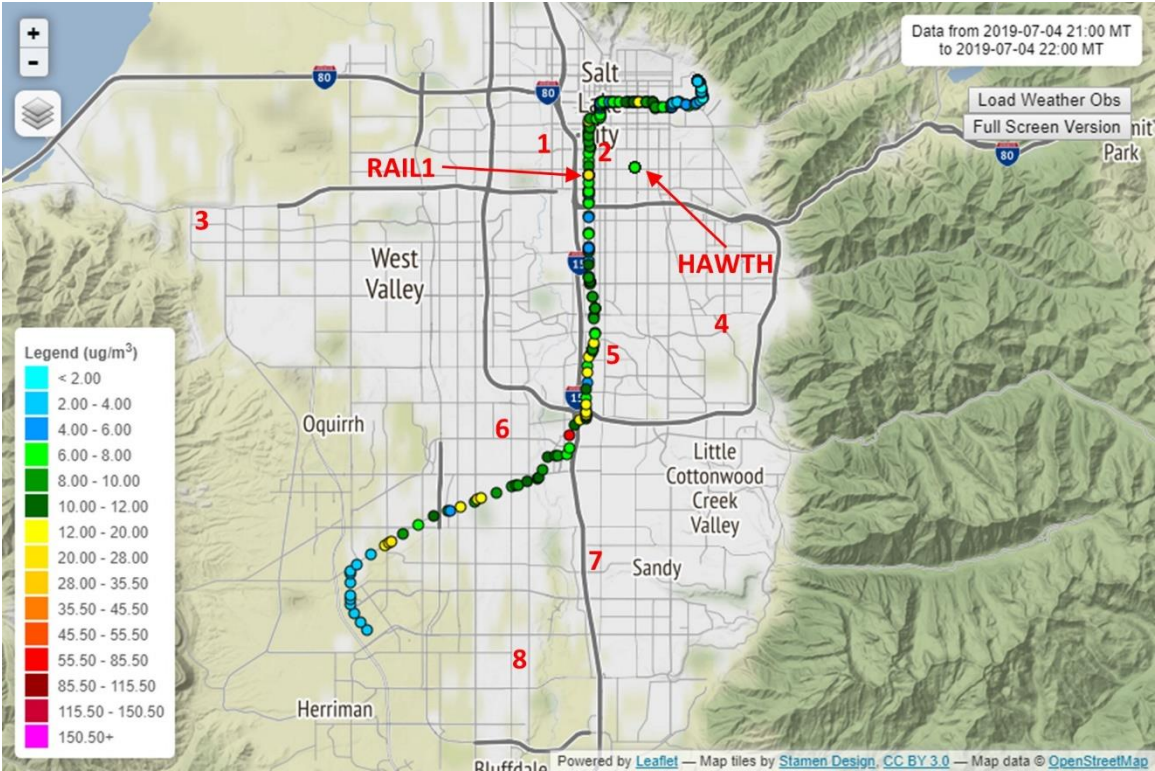 +
-
Data from 2019-07-04 21:00 MT
to 2019-07-04 22:00 MT
Load Weather Obs
Full Screen Version
80
80
Salt
Lake
City
1
2
RAIL1
HAWTH
80
mit
Park
3
West
Valley
15
4
5
15
Oquirrh
6
Little
Cottonwood
Creek
Valley
7
Sandy
8
Herriman
Bluffdale
Legend (ug/m³)
< 2.00
2.00 - 4.00
4.00 - 6.00
6.00 - 8.00
8.00 - 10.00
10.00 - 12.00
12.00 - 20.00
20.00 - 28.00
28.00 - 35.50
35.50 - 45.50
45.50 - 55.50
55.50 - 85.50
85.50 - 115.50
115.50 - 150.50
150.50+
Powered by Leaflet — Map tiles by Stamen Design, CC BY 3.0 — Map data © OpenStreetMap